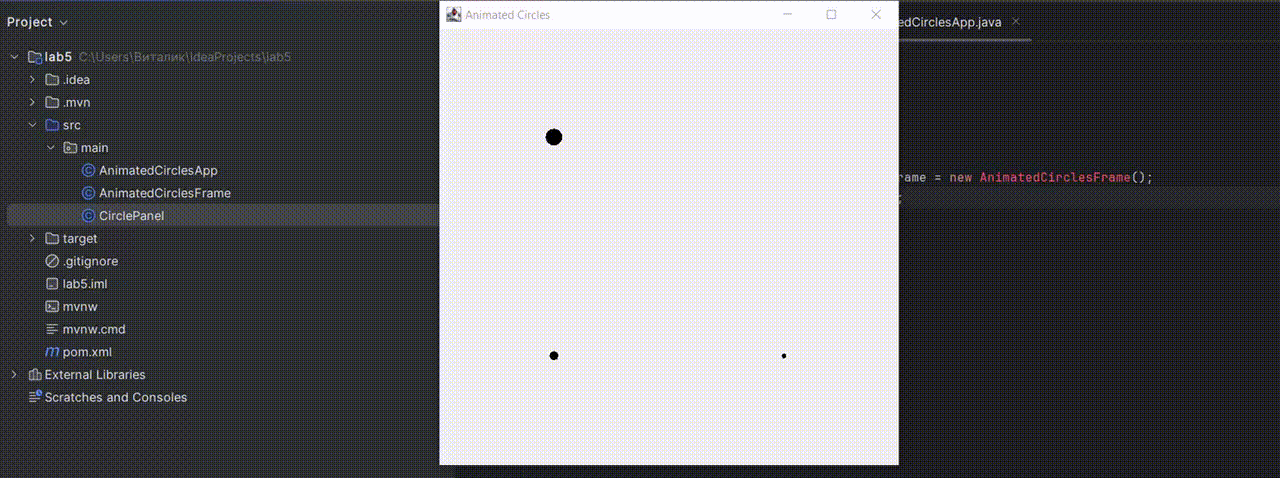 Project
Animated Circles
edCirclesApp.java
lab5 C:\Users\Виталик\IdeaProjects\lab5
.idea
.mvn
src
main
AnimatedCirclesApp
rame = new AnimatedCirclesFrame();
AnimatedCirclesFrame
;
CirclePanel
target
.gitignore
lab5.iml
mvnw
mvnw.cmd
pom.xml
External Libraries
Scratches and Consoles